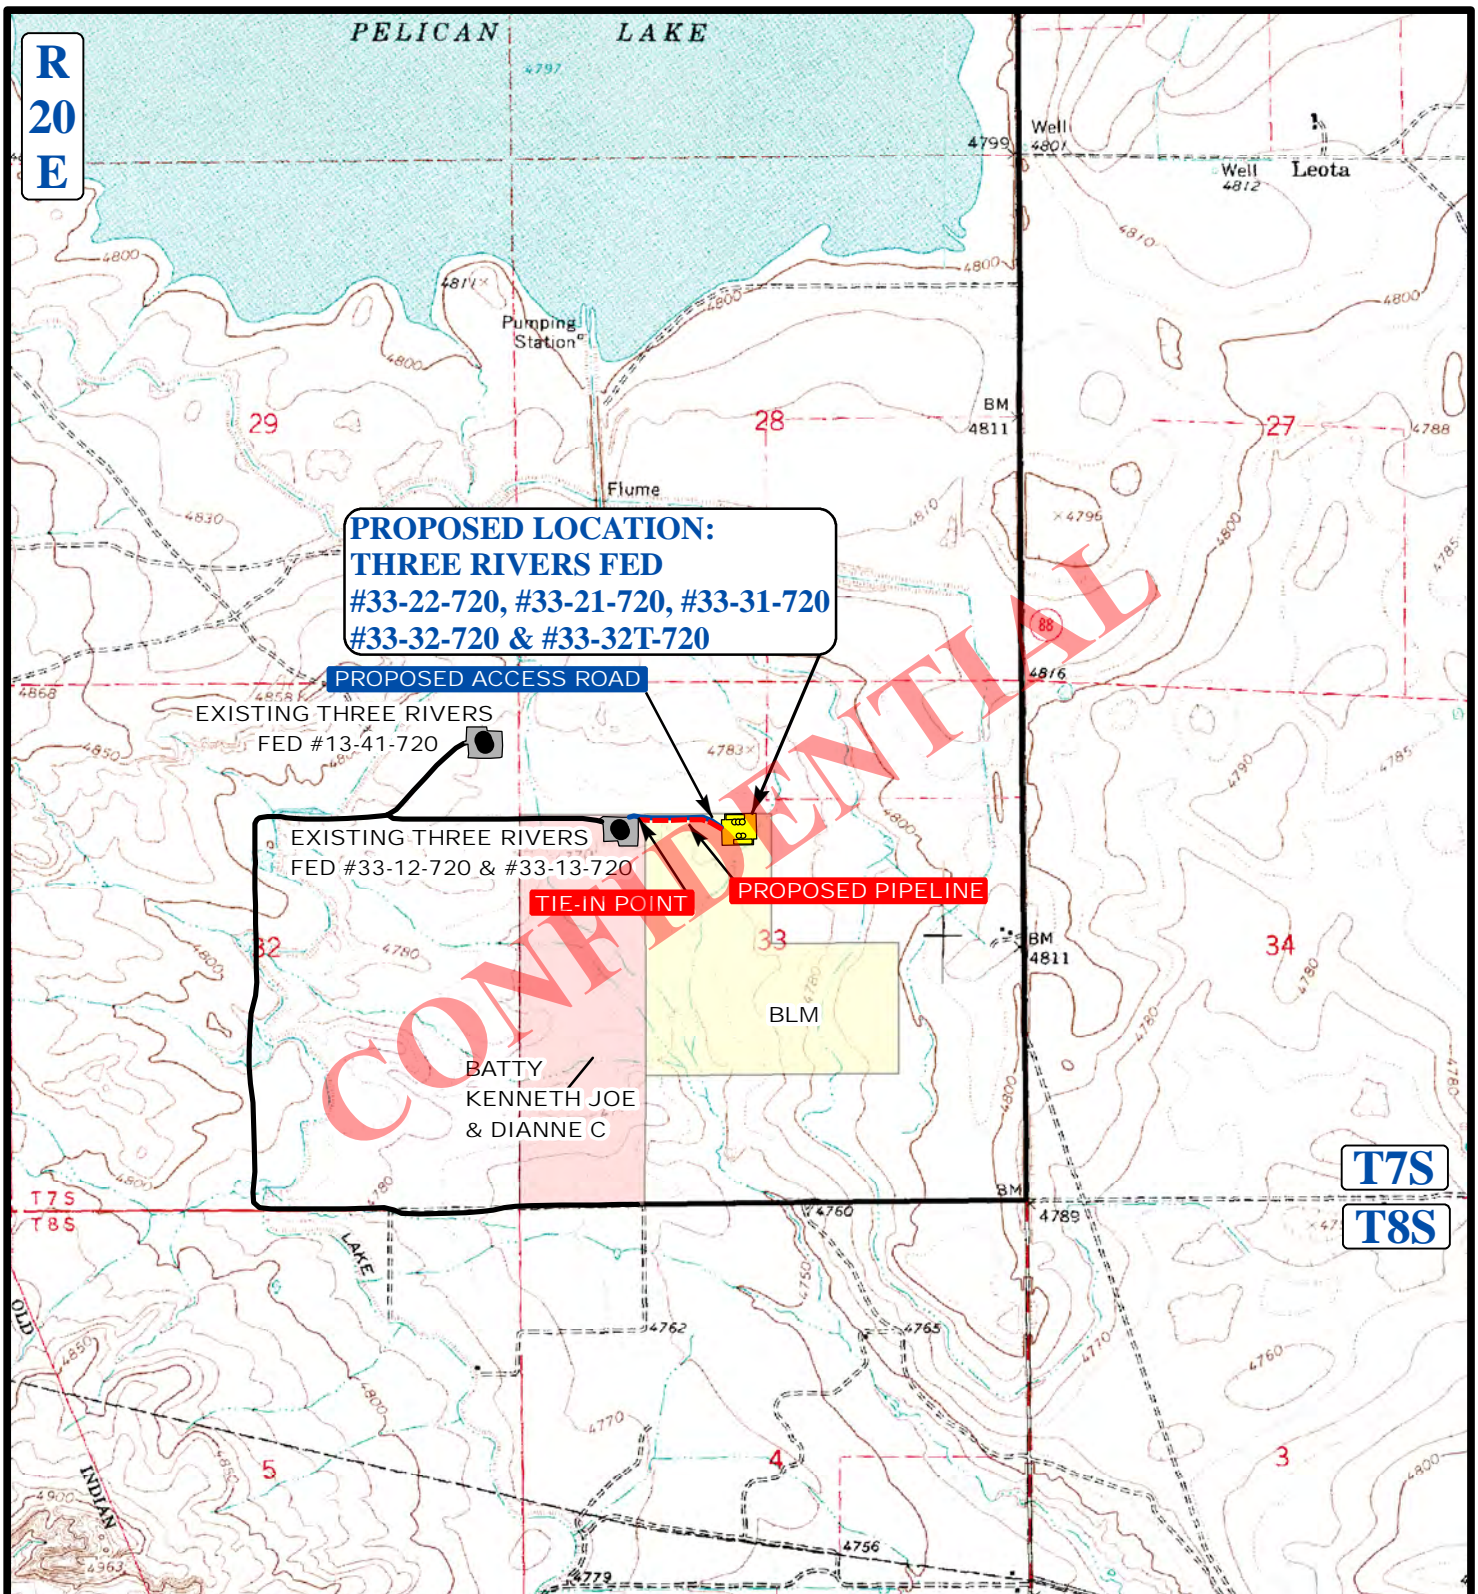 PELICAN LAKE
4797
R
20
E
4799
Well
4801
Well
4812
Leota
4810
4800
4811
4800
4800
4800
4800
Pumping
Station
BM
4811
29
28
27
4788
Flume
4830
4810
4796
4800
4785
PROPOSED LOCATION:
THREE RIVERS FED
#33-22-720, #33-21-720, #33-31-720
#33-32-720 & #33-32T-720
88
4816
PROPOSED ACCESS ROAD
4868
4858
EXISTING THREE RIVERS
FED #13-41-720
4850
4783
4790
4785
4800
EXISTING THREE RIVERS
FED #33-12-720 & #33-13-720
TIE-IN POINT
PROPOSED PIPELINE
CONFIDENTIAL
32
33
34
4780
4800
BM
4811
4780
4780
4780
BLM
BATTY
KENNETH JOE
& DIANNE C
4800
4780
4800
4780
T7S
T8S
BM
4789
4760
T7S
T8S
LAKE
4750
OLD
4762
4765
4770
4760
4850
4800
4770
5
4
3
4850
4800
INDIAN
4900
4963
4756
4779